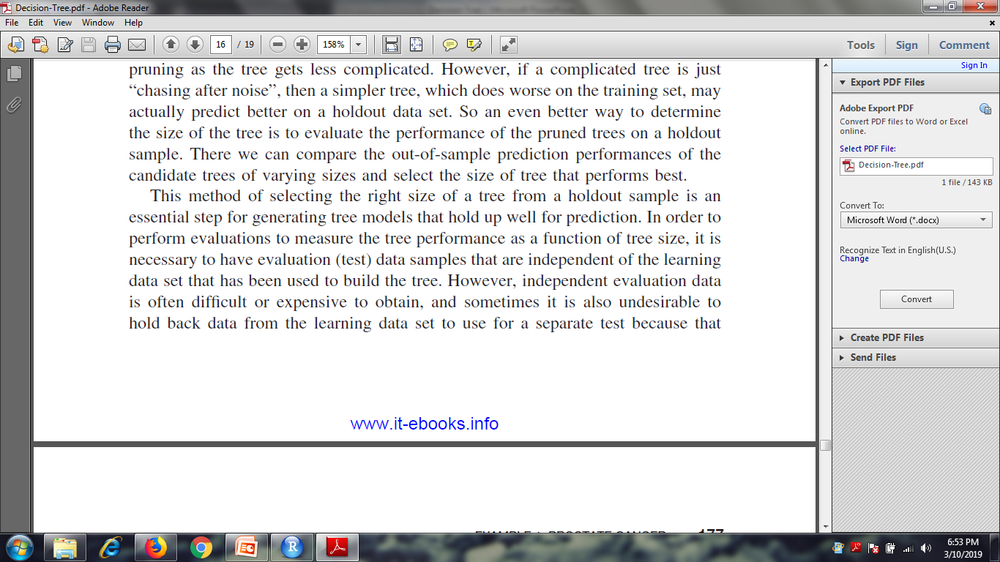 Decision-Tree.pdf - Adobe Reader
File Edit View Window Help
16 / 19 158% Tools Sign Comment
Sign In
pruning as the tree gets less complicated. However, if a complicated tree is just
“chasing after noise”, then a simpler tree, which does worse on the training set, may
actually predict better on a holdout data set. So an even better way to determine
the size of the tree is to evaluate the performance of the pruned trees on a holdout
sample. There we can compare the out-of-sample prediction performances of the
candidate trees of varying sizes and select the size of tree that performs best.
This method of selecting the right size of a tree from a holdout sample is an
essential step for generating tree models that hold up well for prediction. In order to
perform evaluations to measure the tree performance as a function of tree size, it is
necessary to have evaluation (test) data samples that are independent of the learning
data set that has been used to build the tree. However, independent evaluation data
is often difficult or expensive to obtain, and sometimes it is also undesirable to
hold back data from the learning data set to use for a separate test because that
www.it-ebooks.info
177
Export PDF Files
Adobe Export PDF
Convert PDF files to Word or Excel
online.
Select PDF File:
Decision-Tree.pdf
1 file / 143 KB
Convert To:
Microsoft Word (*.docx)
Recognize Text in English(U.S.)
Change
Convert
Create PDF Files
Send Files
6:53 PM
3/10/2019